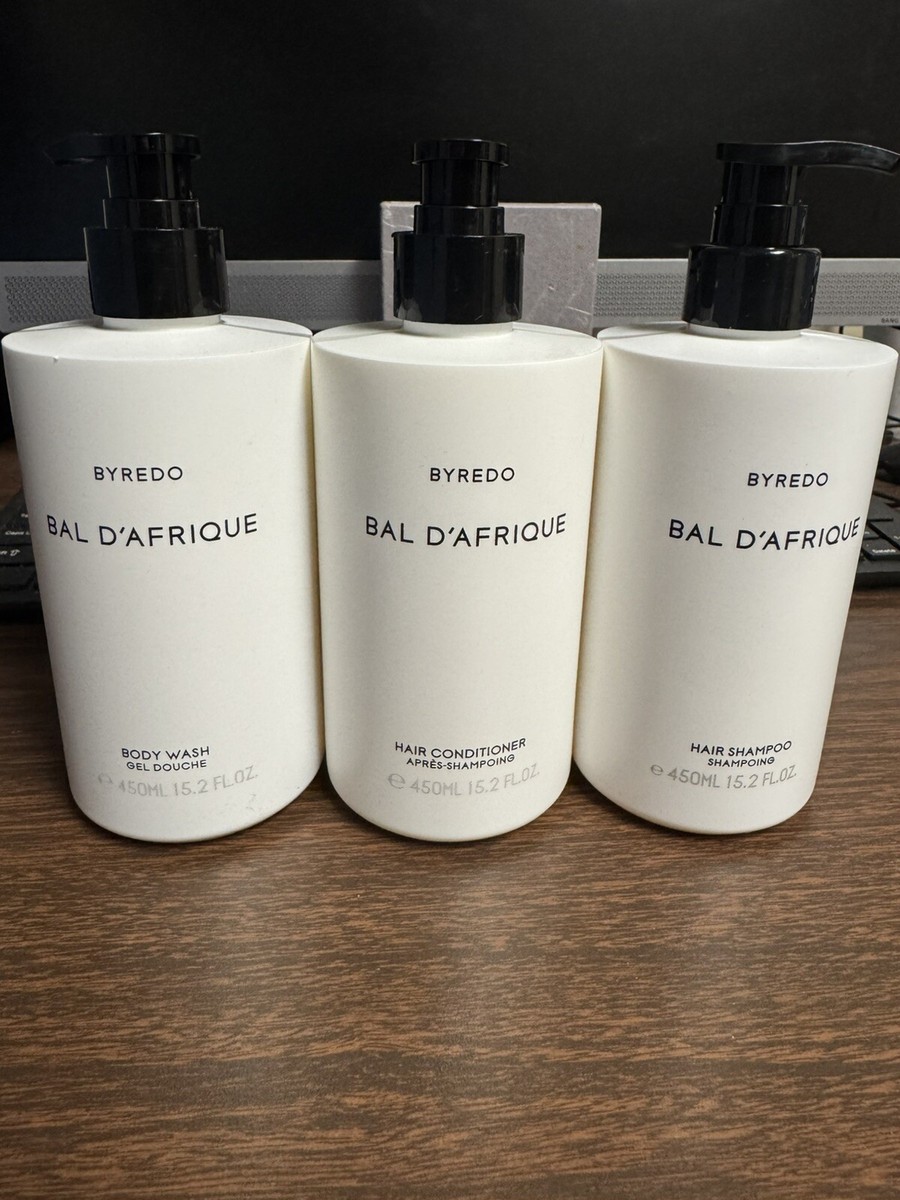 BYREDO
BAL D'AFRIQUE
BODY WASH
GEL DOUCHE
e 450ML 15.2 FL.OZ.
BYREDO
BAL D'AFRIQUE
HAIR CONDITIONER
APRÈS-SHAMPOING
e 450ML 15.2 FL.OZ.
BYREDO
BAL D'AFRIQUE
HAIR SHAMPOO
SHAMPOING
e 450ML 15.2 FL.OZ.